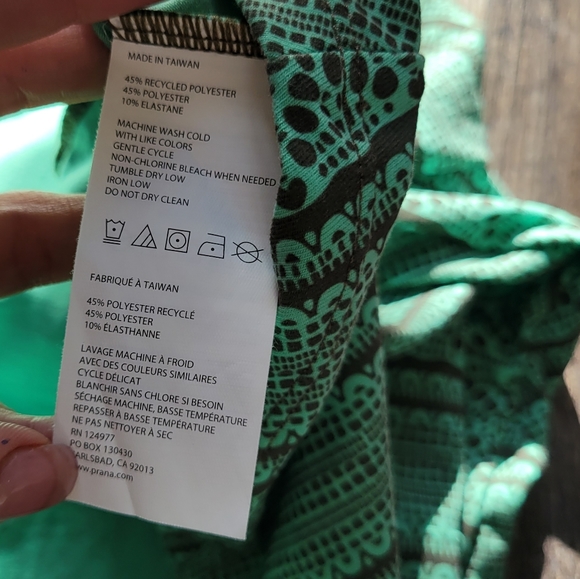 MADE IN TAIWAN
45% RECYCLED POLYESTER
45% POLYESTER
10% ELASTANE
MACHINE WASH COLD
WITH LIKE COLORS
GENTLE CYCLE
NON-CHLORINE BLEACH WHEN NEEDED
TUMBLE DRY LOW
IRON LOW
DO NOT DRY CLEAN
FABRIQUÉ À TAIWAN
45% POLYESTER RECYCLÉ
45% POLYESTER
10% ÉLASTHANNE
LAVAGE MACHINE À FROID
AVEC DES COULEURS SIMILAIRES
CYCLE DÉLICAT
BLANCHIR SANS CHLORE SI BESOIN
SÉCHAGE MACHINE, BASSE TEMPÉRATURE
REPASSER À BASSE TEMPÉRATURE
NE PAS NETTOYER À SEC
RN 124977
PO BOX 130430
ARLSBAD, CA 92013
www.prana.com